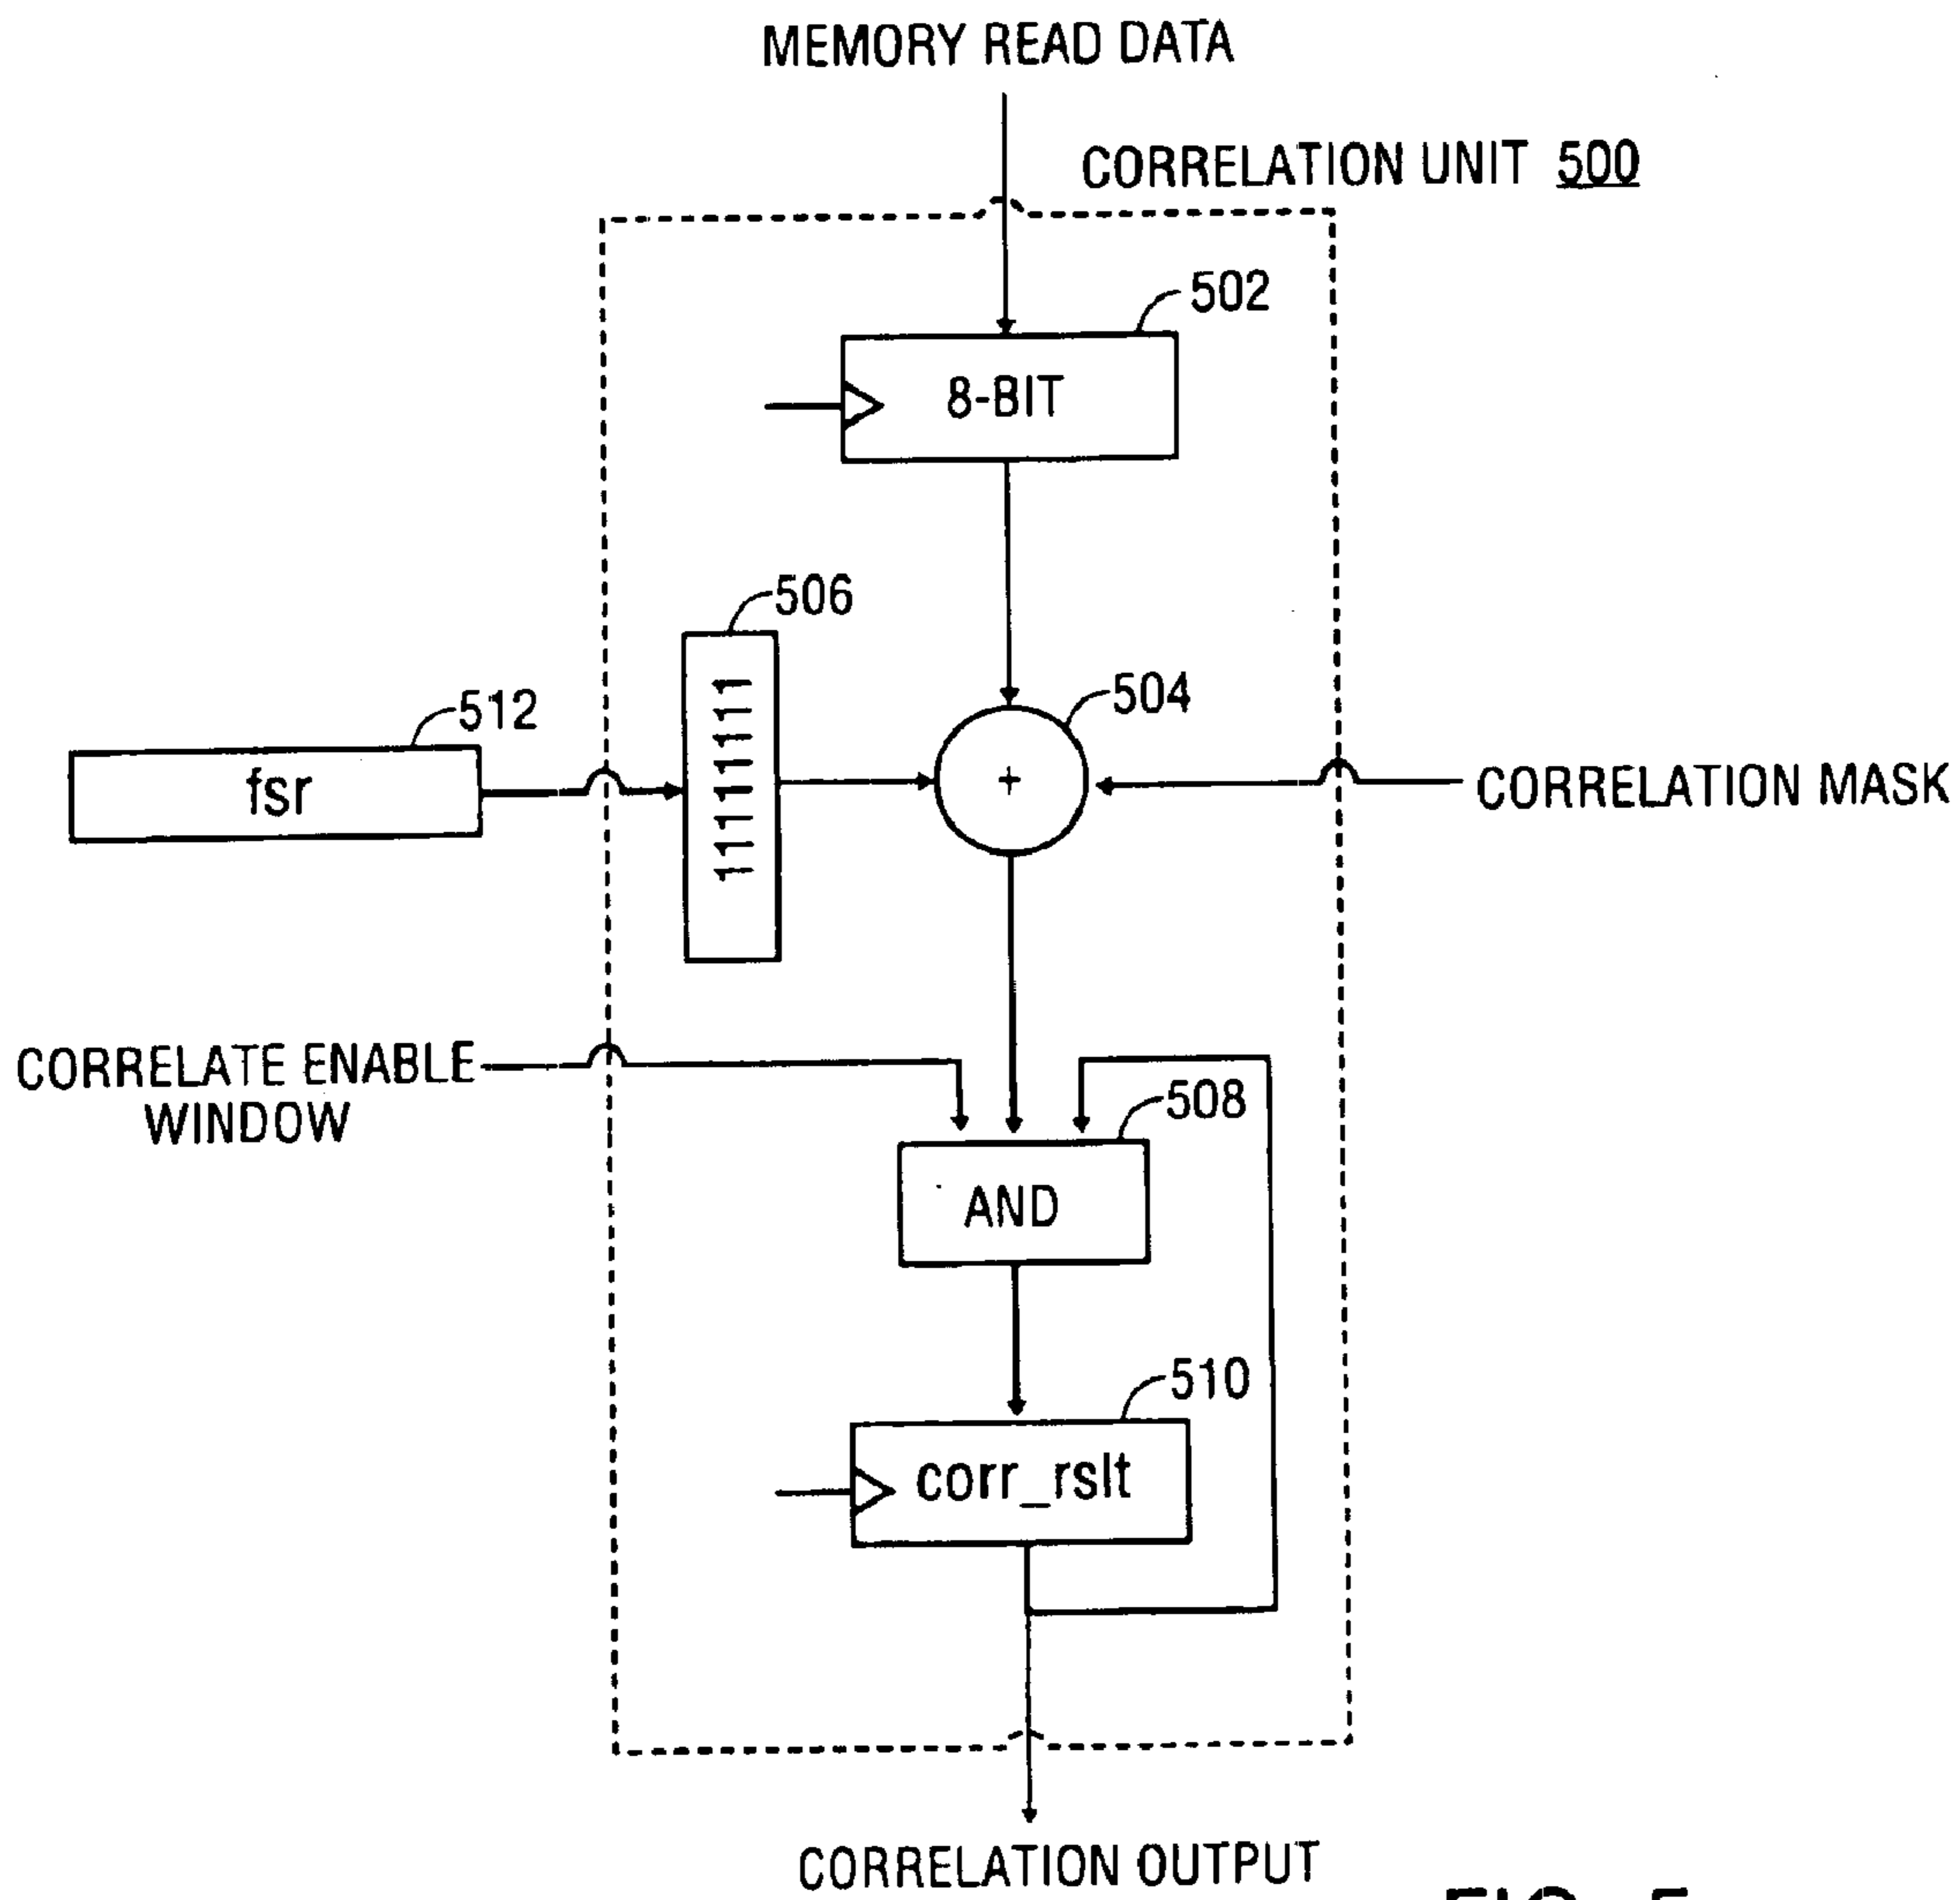 MEMORY READ DATA
CORRELATION UNIT 500
502
8-BIT
506
11111111
504
512
fsr
CORRELATION MASK
CORRELATE ENABLE
WINDOW
508
AND
510
corr_rslt
CORRELATION OUTPUT